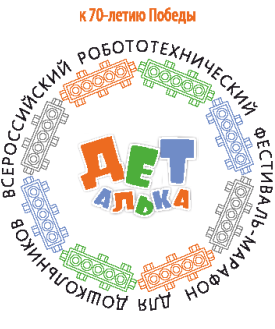 к 70-летию Победы
ВСЕРОССИЙСКИЙ РОБОТОТЕХНИЧЕСКИЙ ФЕСТИВАЛЬ-МАРАФОН ДЛЯ ДОШКОЛЬНИКОВ
ДЕТ
АЛЬКА